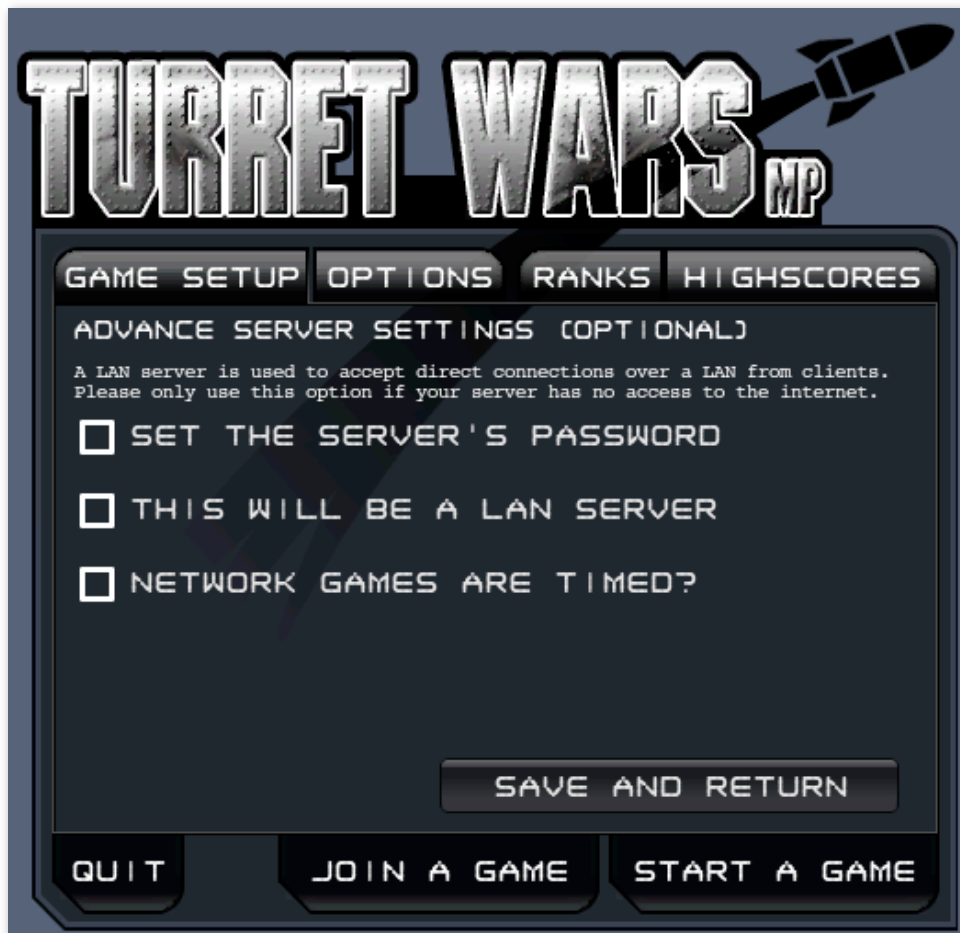 TURRET WARS MP
GAME SETUP OPTIONS RANKS HIGHSCORES
ADVANCE SERVER SETTINGS (OPTIONAL)
A LAN server is used to accept direct connections over a LAN from clients.
Please only use this option if your server has no access to the internet.
SET THE SERVER'S PASSWORD
THIS WILL BE A LAN SERVER
NETWORK GAMES ARE TIMED?
SAVE AND RETURN
QUIT JOIN A GAME START A GAME